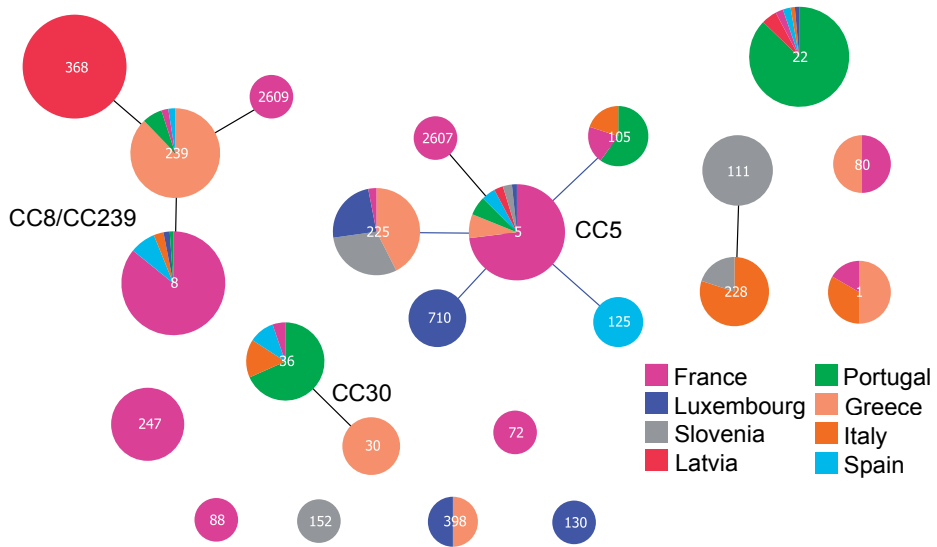 368
22
2609
239
2607
105
111
80
CC8/CC239
225
5
CC5
8
710
125
228
1
36
CC30
France
Portugal
Luxembourg
Greece
Slovenia
Italy
Latvia
Spain
247
30
72
88
152
398
130